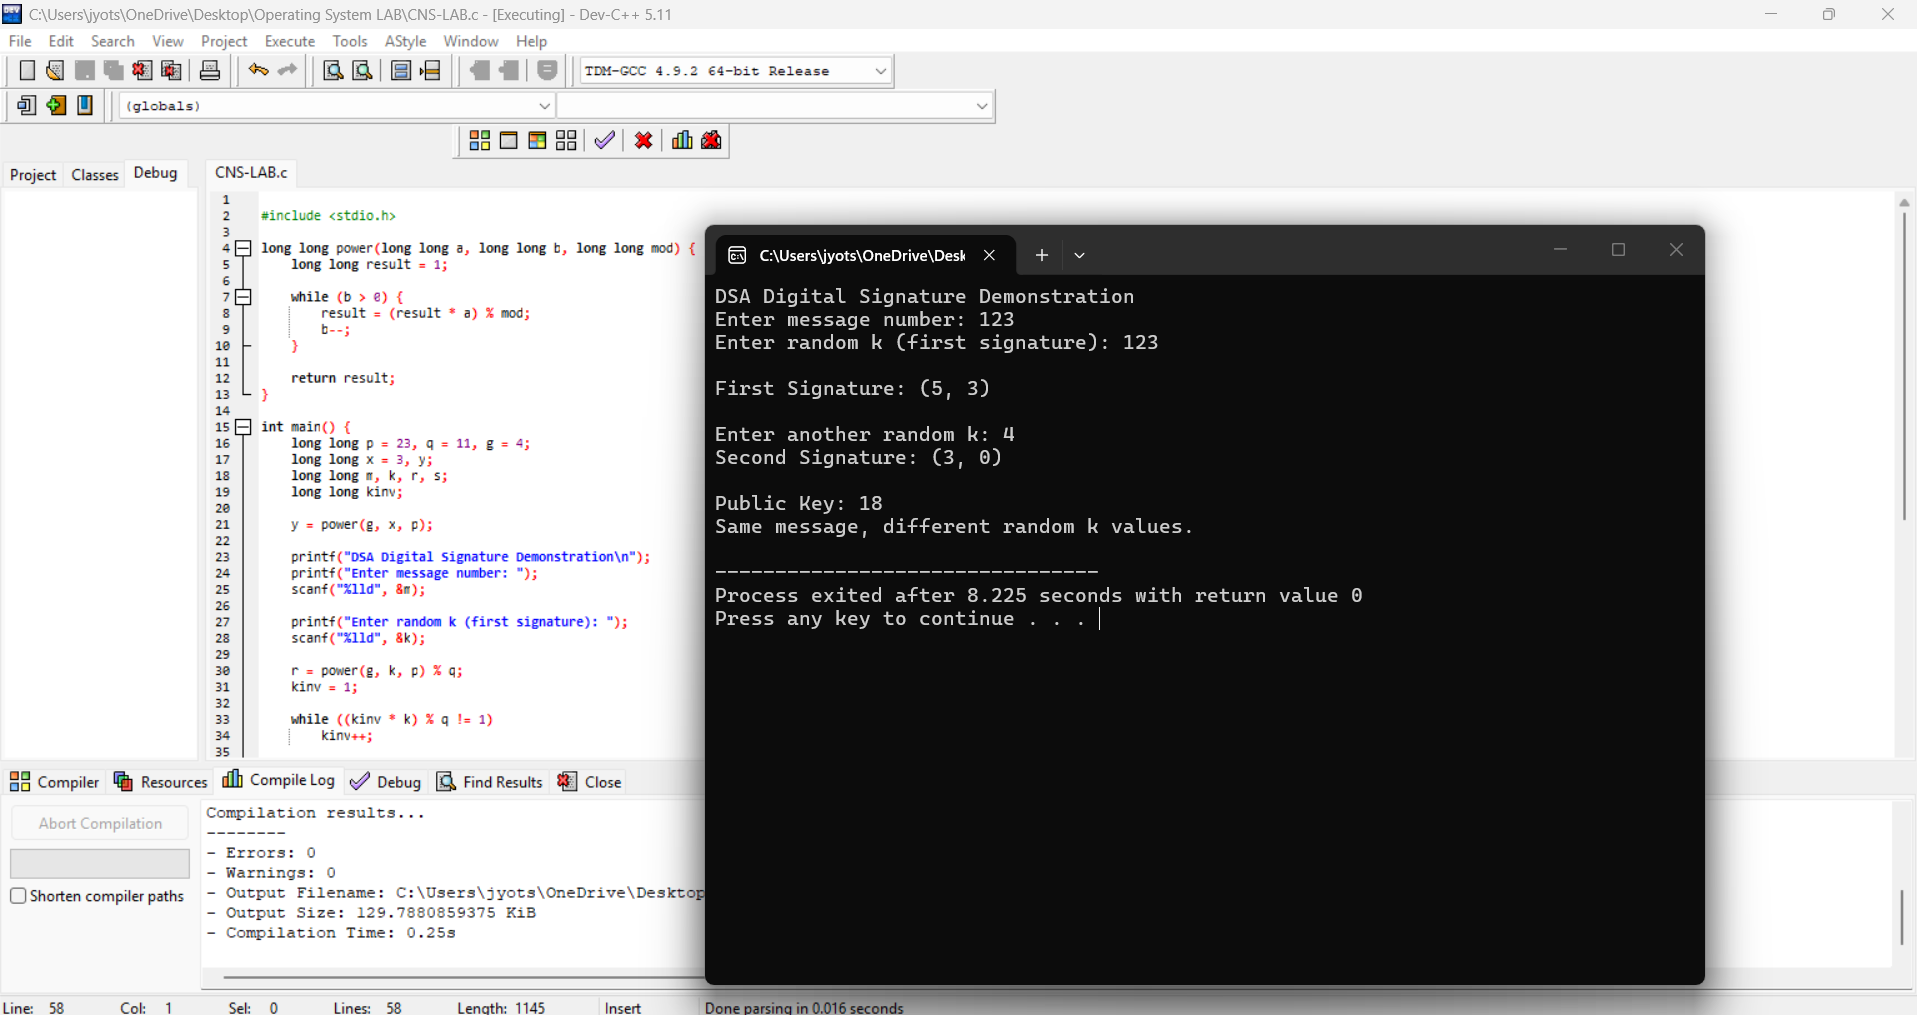 C:\Users\jyots\OneDrive\Desktop\Operating System LAB\CNS-LAB.c - [Executing] - Dev-C++ 5.11
File Edit Search View Project Execute Tools AStyle Window Help
TDM-GCC 4.9.2 64-bit Release
(globals)
Project Classes Debug
CNS-LAB.c
1
2 #include <stdio.h>
3
4 long long power(long long a, long long b, long long mod) {
5 long long result = 1;
6
7 while (b > 0) {
8 result = (result * a) % mod;
9 b--;
10 }
11
12 return result;
13 }
14
15 int main() {
16 long long p = 23, q = 11, g = 4;
17 long long x = 3, y;
18 long long m, k, r, s;
19 long long kinv;
20
21 y = power(g, x, p);
22
23 printf("DSA Digital Signature Demonstration\n");
24 printf("Enter message number: ");
25 scanf("%lld", &m);
26
27 printf("Enter random k (first signature): ");
28 scanf("%lld", &k);
29
30 r = power(g, k, p) % q;
31 kinv = 1;
32
33 while ((kinv * k) % q != 1)
34 kinv++;
35
C:\Users\jyots\OneDrive\Desk
DSA Digital Signature Demonstration
Enter message number: 123
Enter random k (first signature): 123
First Signature: (5, 3)
Enter another random k: 4
Second Signature: (3, 0)
Public Key: 18
Same message, different random k values.
--------------------------------
Process exited after 8.225 seconds with return value 0
Press any key to continue . . .
Compiler Resources Compile Log Debug Find Results Close
Abort Compilation
Shorten compiler paths
Compilation results...
--------
- Errors: 0
- Warnings: 0
- Output Filename: C:\Users\jyots\OneDrive\Desktop
- Output Size: 129.7880859375 KiB
- Compilation Time: 0.25s
Line: 58 Col: 1 Sel: 0 Lines: 58 Length: 1145 Insert Done parsing in 0.016 seconds